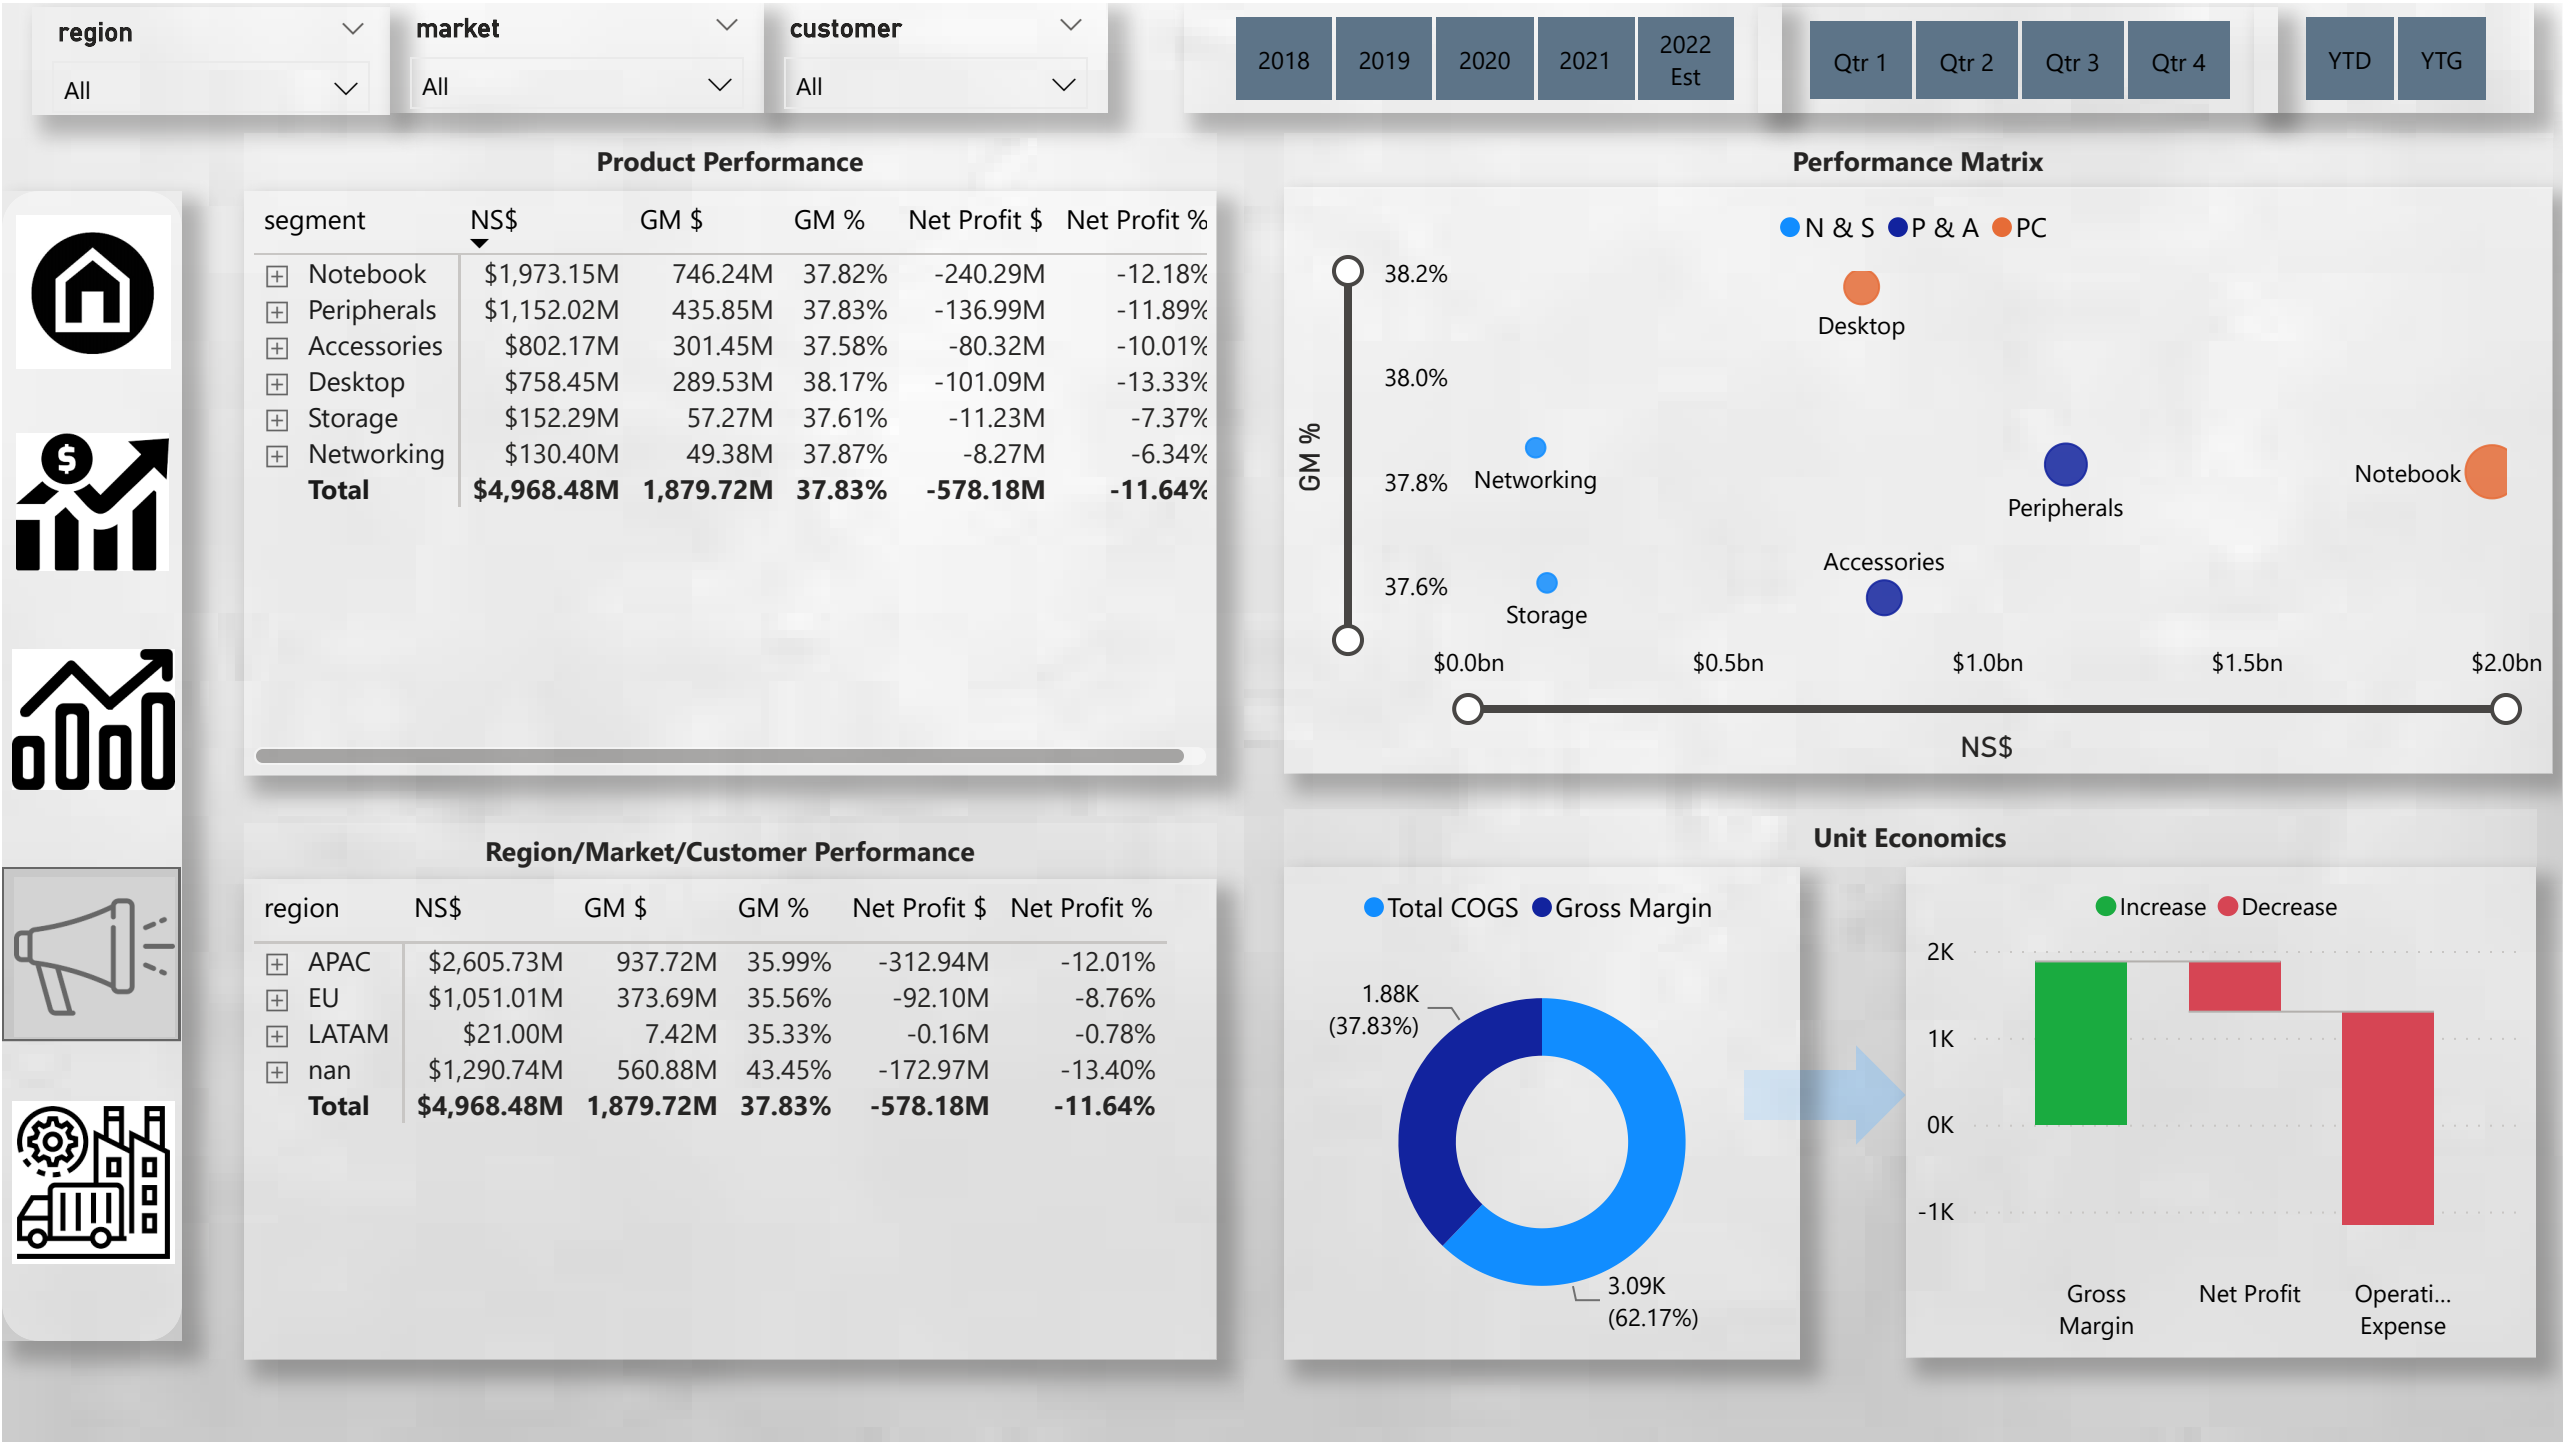 region
All
market
All
customer
All
2018 2019 2020 2021 2022 Est
Qtr 1 Qtr 2 Qtr 3 Qtr 4
YTD YTG
Product Performance
segment NS$ GM $ GM % Net Profit $ Net Profit %
Notebook $1,973.15M 746.24M 37.82% -240.29M -12.18%
Peripherals $1,152.02M 435.85M 37.83% -136.99M -11.89%
Accessories $802.17M 301.45M 37.58% -80.32M -10.01%
Desktop $758.45M 289.53M 38.17% -101.09M -13.33%
Storage $152.29M 57.27M 37.61% -11.23M -7.37%
Networking $130.40M 49.38M 37.87% -8.27M -6.34%
Total $4,968.48M 1,879.72M 37.83% -578.18M -11.64%
Performance Matrix
N & S P & A PC
38.2%
Desktop
38.0%
GM %
37.8%
Networking
Peripherals
Notebook
Accessories
37.6%
Storage
$0.0bn $0.5bn $1.0bn $1.5bn $2.0bn
NS$
Region/Market/Customer Performance
region NS$ GM $ GM % Net Profit $ Net Profit %
APAC $2,605.73M 937.72M 35.99% -312.94M -12.01%
EU $1,051.01M 373.69M 35.56% -92.10M -8.76%
LATAM $21.00M 7.42M 35.33% -0.16M -0.78%
nan $1,290.74M 560.88M 43.45% -172.97M -13.40%
Total $4,968.48M 1,879.72M 37.83% -578.18M -11.64%
Unit Economics
Total COGS Gross Margin
1.88K
(37.83%)
3.09K
(62.17%)
Increase Decrease
2K
1K
0K
-1K
Gross Margin
Net Profit
Operati... Expense
$